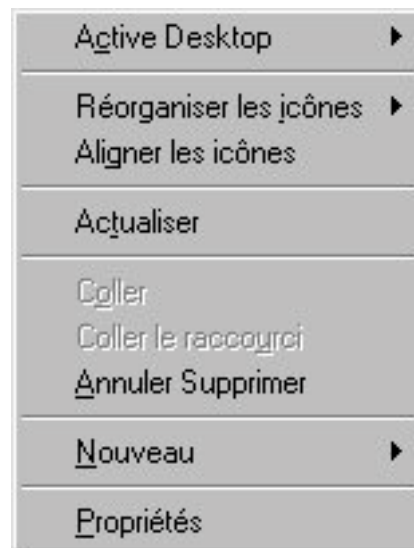 Active Desktop
Réorganiser les icônes
Aligner les icônes
Actualiser
Coller
Coller le raccourci
Annuler Supprimer
Nouveau
Propriétés